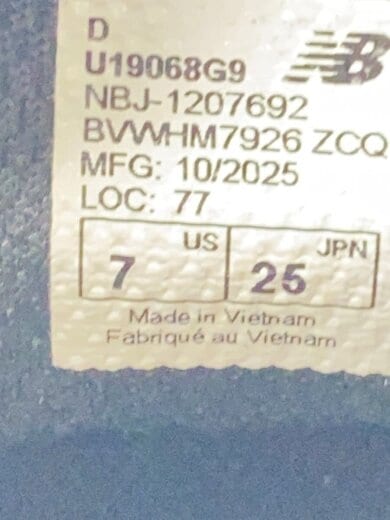 D
U19068G9 NB
NBJ-1207692
BVWHM7926 ZCQ
MFG: 10/2025
LOC: 77
US JPN
7 25
Made in Vietnam
Fabriqué au Vietnam